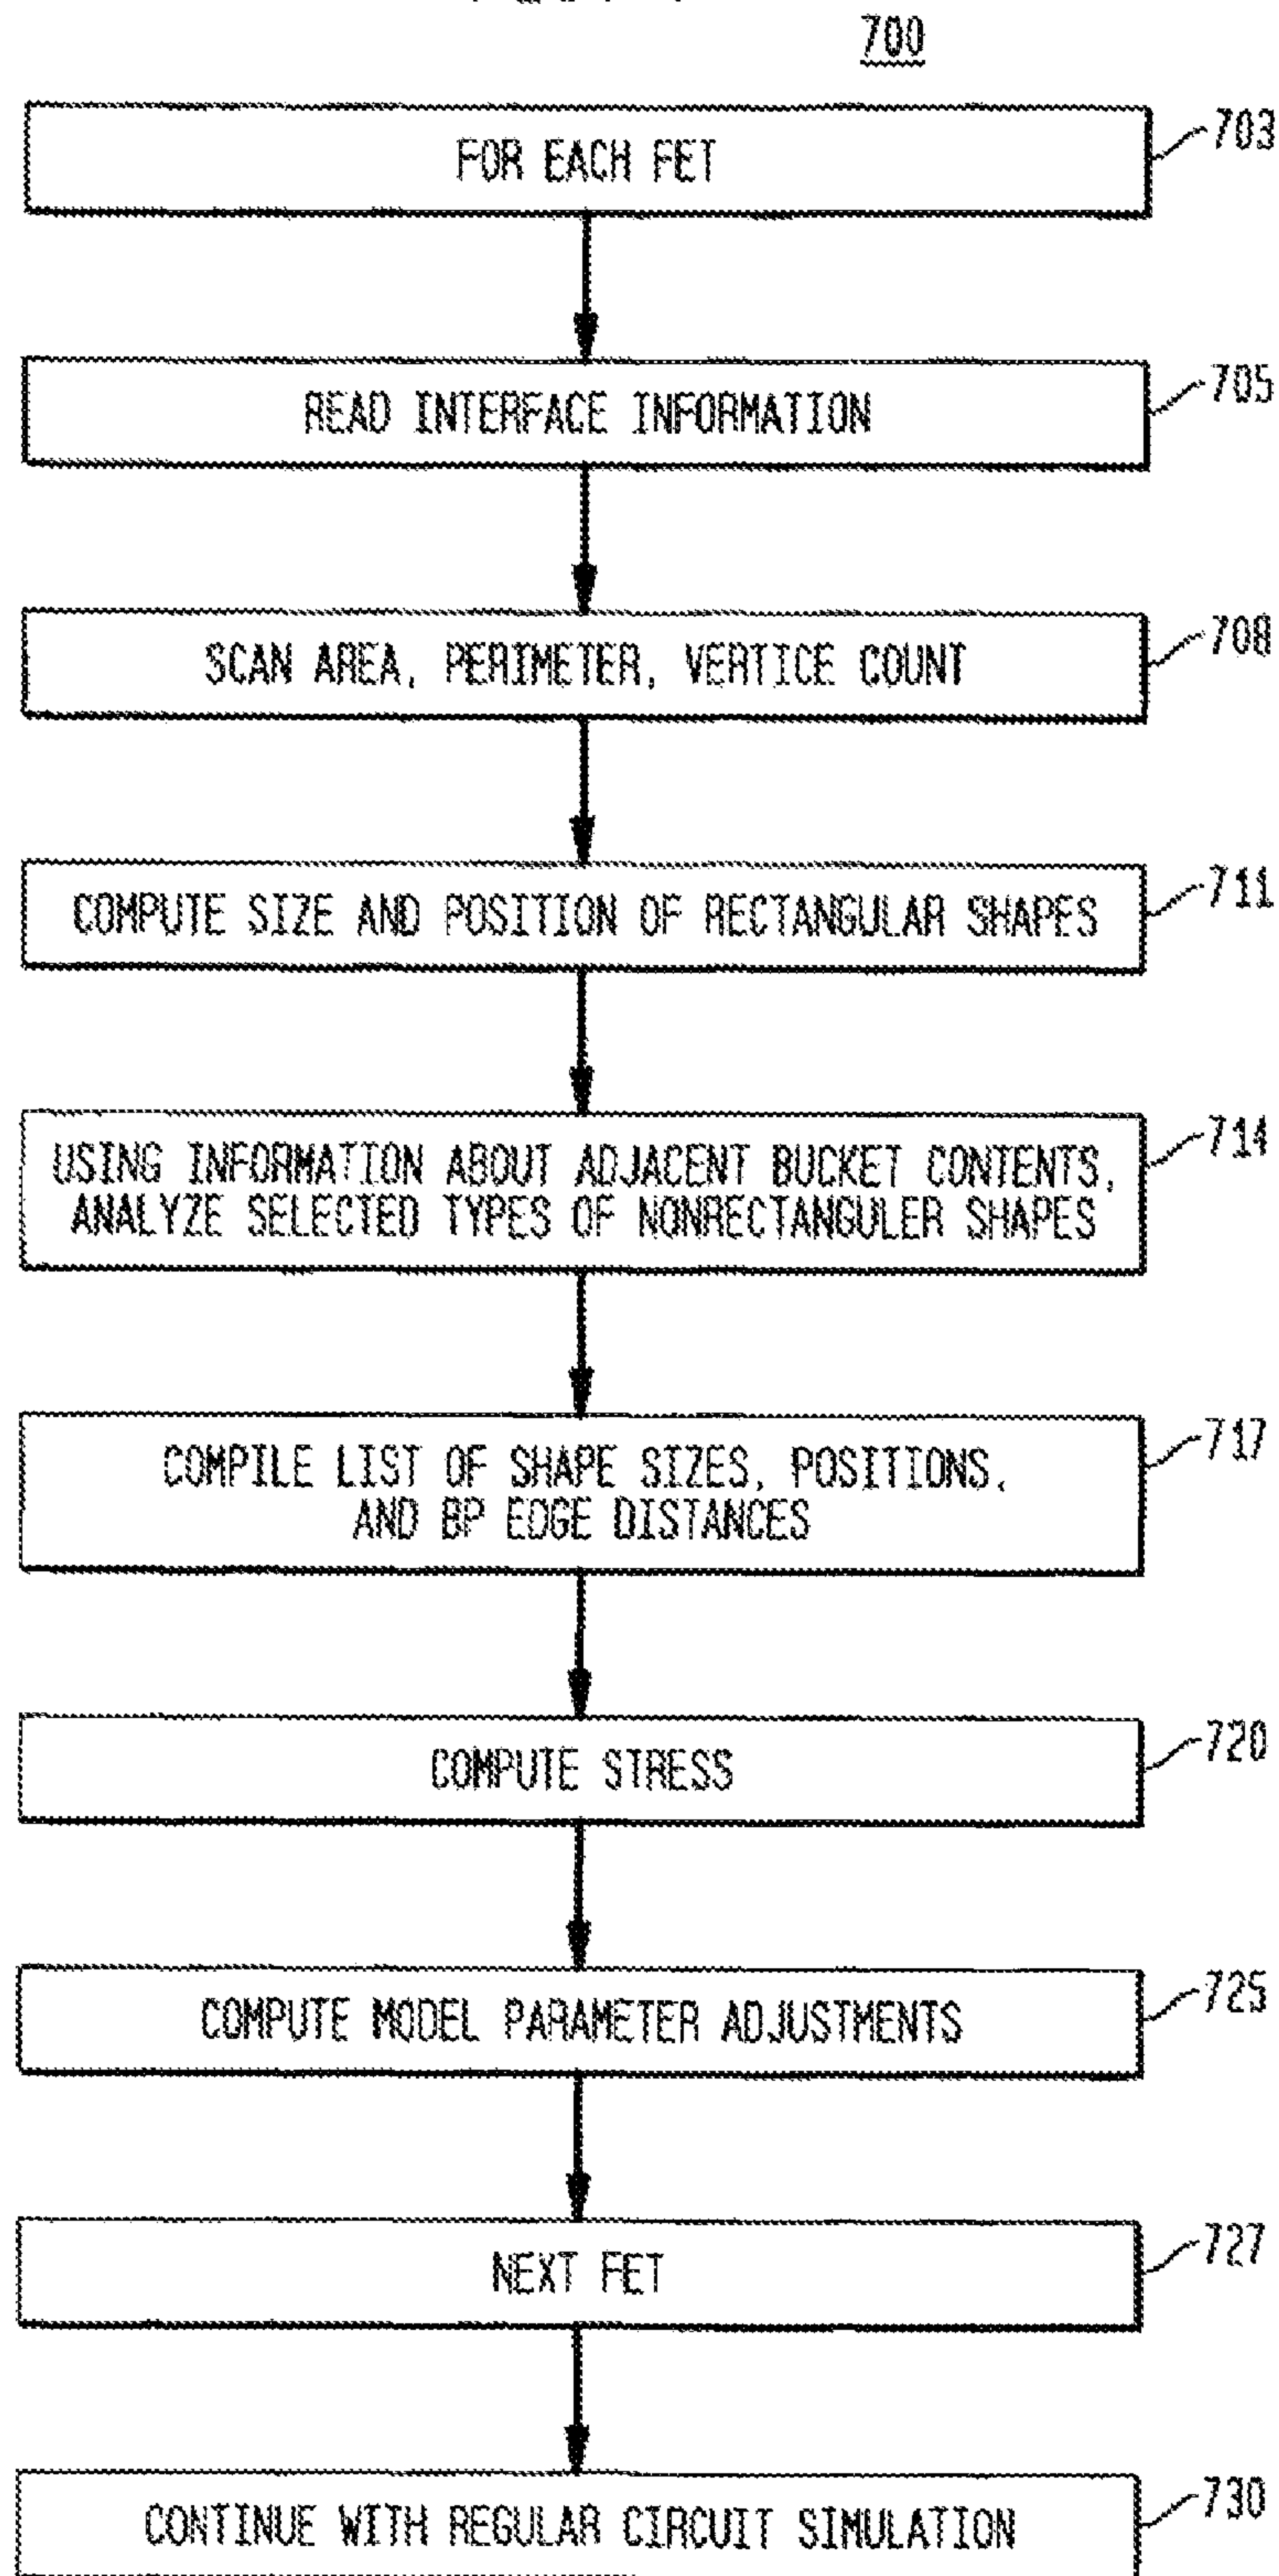 700
FOR EACH FET
703
READ INTERFACE INFORMATION
705
SCAN AREA, PERIMETER, VERTICE COUNT
708
COMPUTE SIZE AND POSITION OF RECTANGULAR SHAPES
711
USING INFORMATION ABOUT ADJACENT BUCKET CONTENTS,
ANALYZE SELECTED TYPES OF NONRECTANGULER SHAPES
714
COMPILE LIST OF SHAPE SIZES, POSITIONS,
AND BP EDGE DISTANCES
717
COMPUTE STRESS
720
COMPUTE MODEL PARAMETER ADJUSTMENTS
725
NEXT FET
727
CONTINUE WITH REGULAR CIRCUIT SIMULATION
730